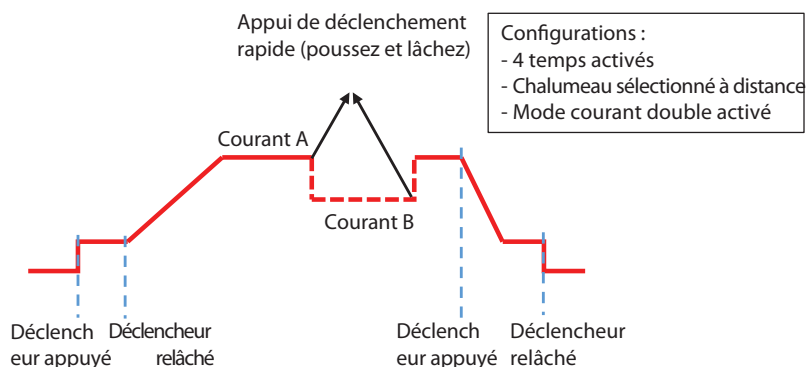 Appui de déclenchement
rapide (poussez et lâchez)
Configurations :
- 4 temps activés
- Chalumeau sélectionné à distance
- Mode courant double activé
Courant A
Courant B
Déclench
eur appuyé
Déclencheur
relâché
Déclench
eur appuyé
Déclencheur
relâché